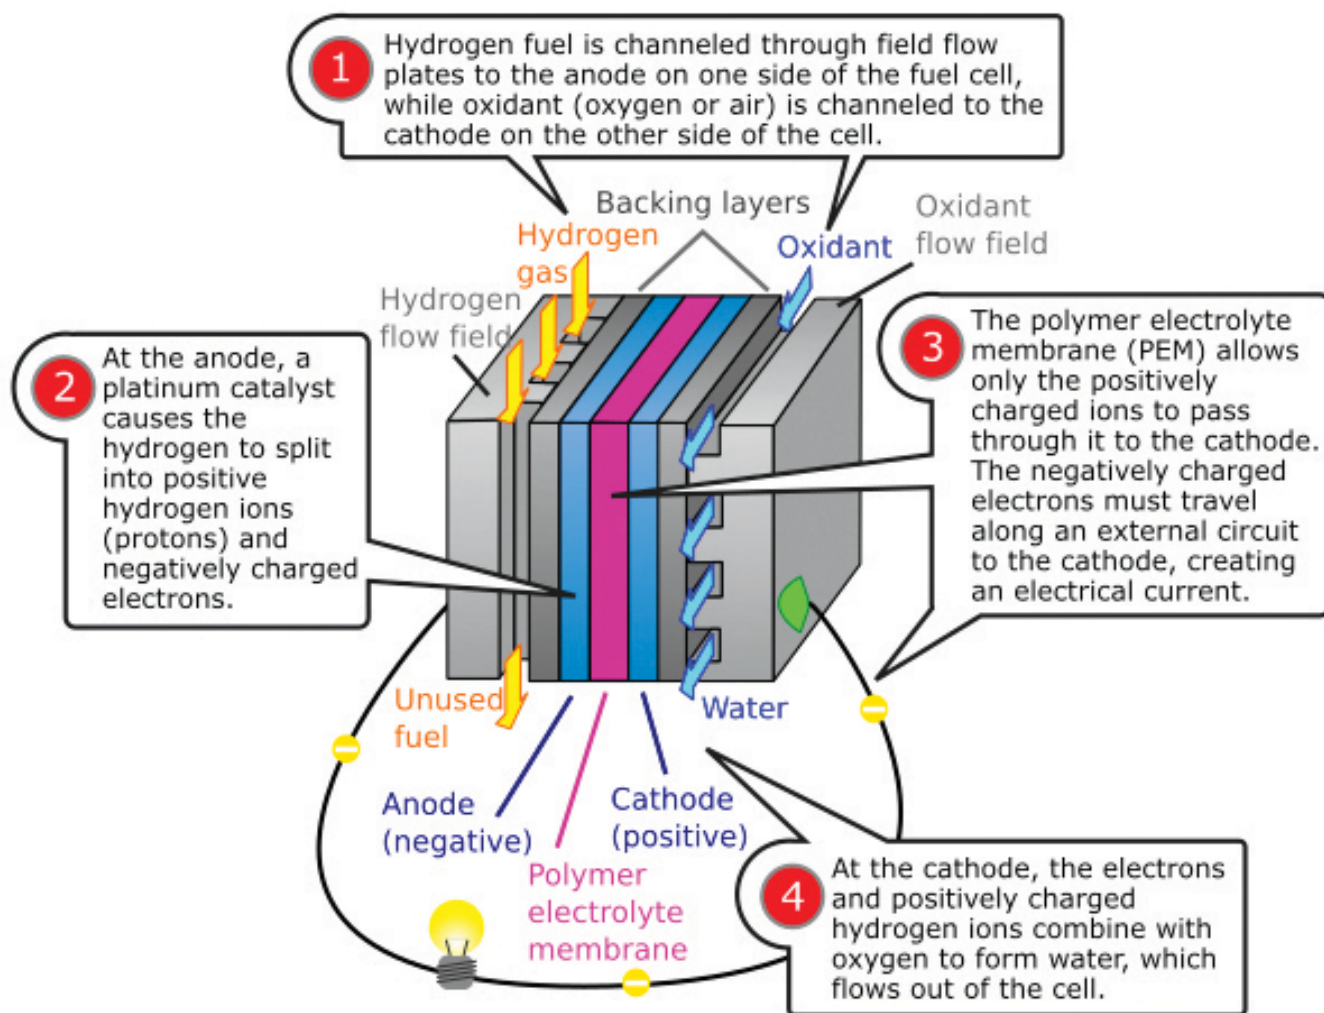 1
Hydrogen fuel is channeled through field flow
plates to the anode on one side of the fuel cell,
while oxidant (oxygen or air) is channeled to the
cathode on the other side of the cell.
Backing layers
Oxidant
flow field
Hydrogen
gas
Oxidant
Hydrogen
flow field
2
At the anode, a
platinum catalyst
causes the
hydrogen to split
into positive
hydrogen ions
(protons) and
negatively charged
electrons.
3
The polymer electrolyte
membrane (PEM) allows
only the positively
charged ions to pass
through it to the cathode.
The negatively charged
electrons must travel
along an external circuit
to the cathode, creating
an electrical current.
Unused
fuel
Water
Anode
(negative)
Cathode
(positive)
Polymer
electrolyte
membrane
4
At the cathode, the electrons
and positively charged
hydrogen ions combine with
oxygen to form water, which
flows out of the cell.